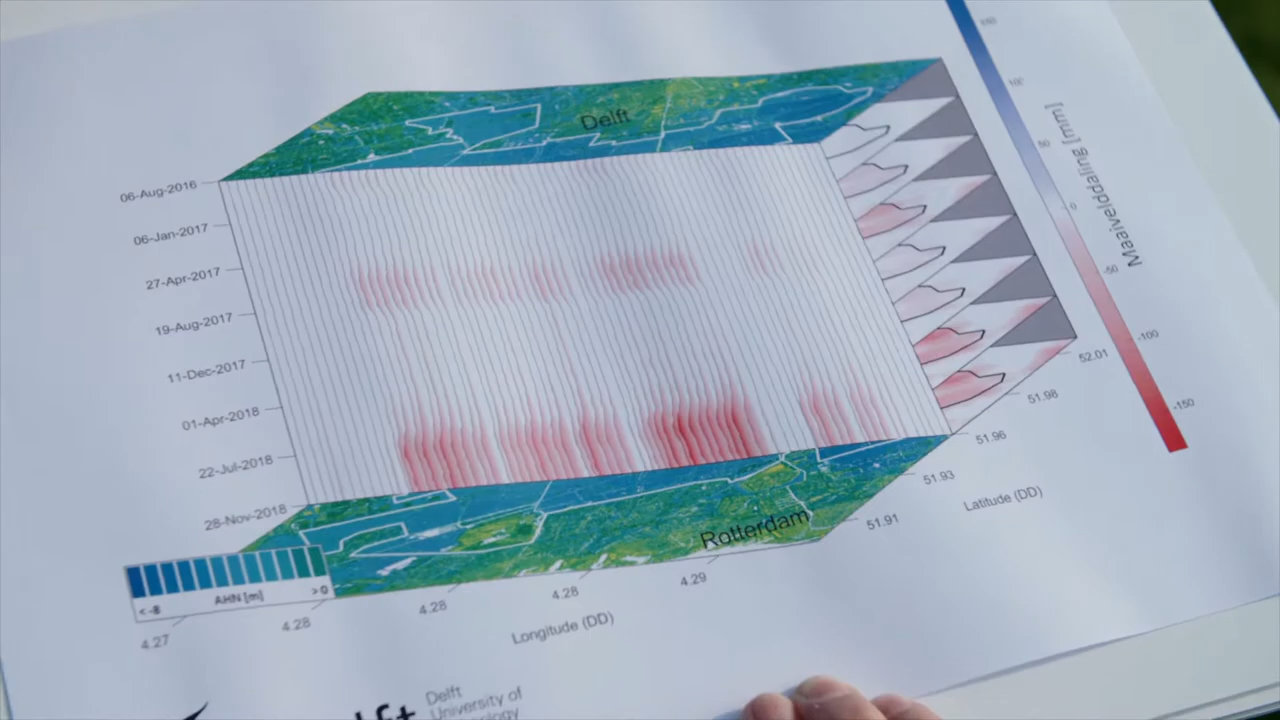 150
100
50
0
-50
-100
-150
Maaivelddaling [mm]
Delft
06-Aug-2016
06-Jan-2017
27-Apr-2017
19-Aug-2017
11-Dec-2017
01-Apr-2018
22-Jul-2018
28-Nov-2018
52.01
51.98
51.96
51.93
51.91
Latitude (DD)
Rotterdam
<-8 AHN [m] >0
4.27
4.28
4.28
4.28
4.29
Longitude (DD)
Delft
University of